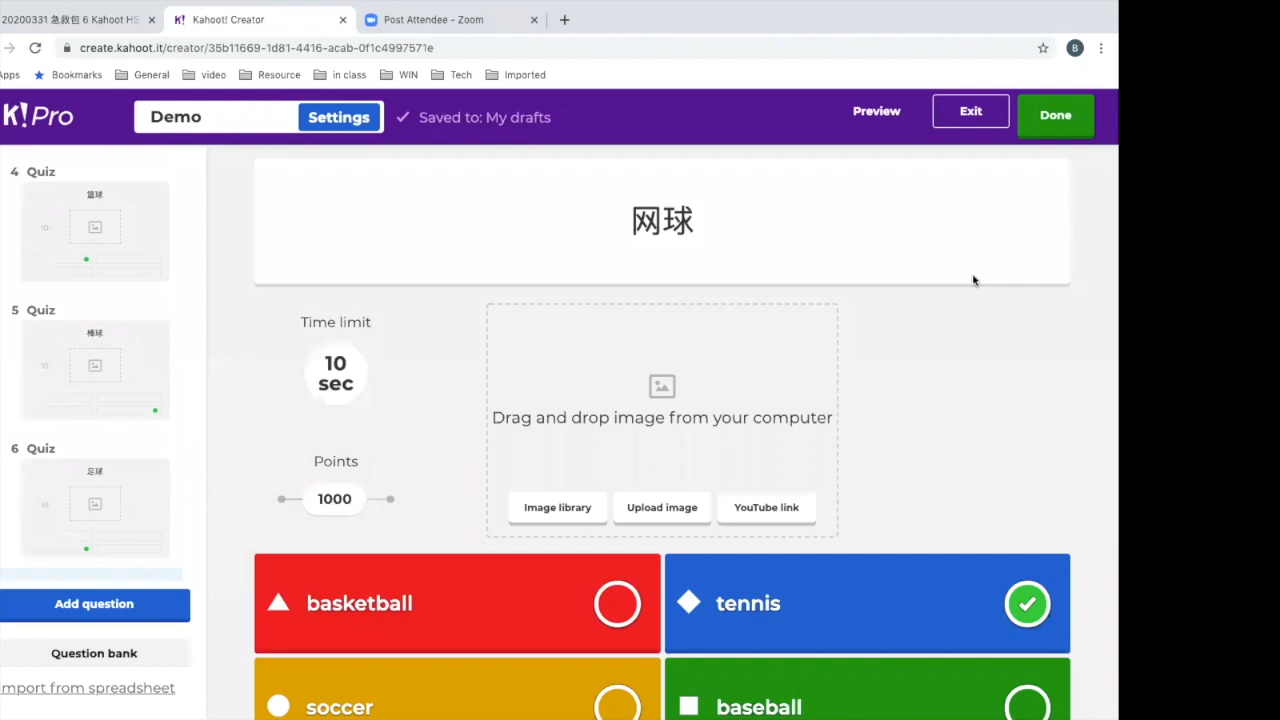 20200331 急救包 6 Kahoot HS
Kahoot! Creator
Post Attendee - Zoom
create.kahoot.it/creator/35b11669-1d81-4416-acab-0f1c4997571e
B
Apps
Bookmarks
General
video
Resource
in class
WIN
Tech
Imported
K! Pro
Demo
Settings
Saved to: My drafts
Preview
Exit
Done
4 Quiz
篮球
10
5 Quiz
棒球
10
6 Quiz
足球
10
Add question
Question bank
mport from spreadsheet
网球
Time limit
10
sec
Points
1000
Drag and drop image from your computer
Image library
Upload image
YouTube link
basketball
tennis
soccer
baseball